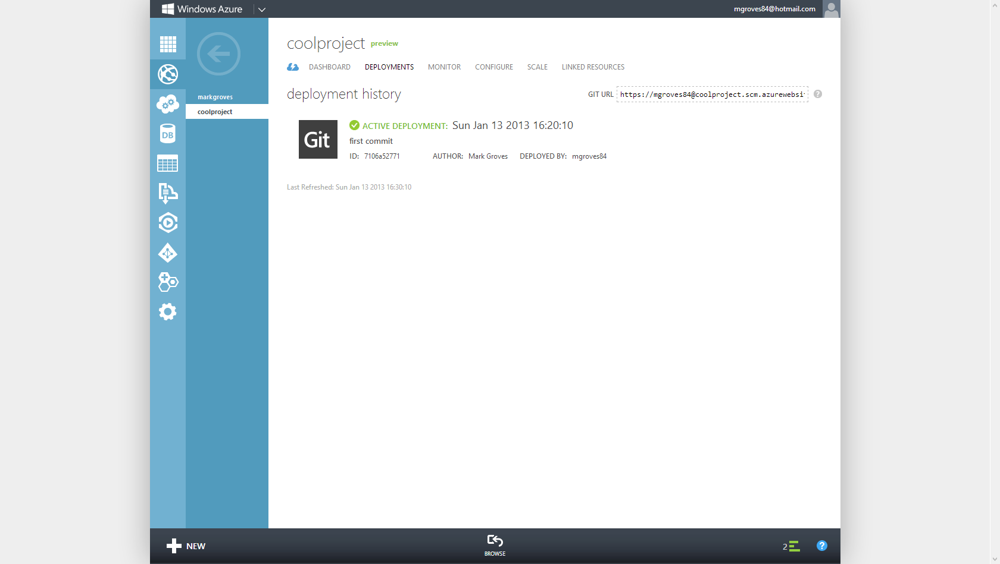 Windows Azure
mgroves84@hotmail.com
coolproject preview
DASHBOARD DEPLOYMENTS MONITOR CONFIGURE SCALE LINKED RESOURCES
markgroves
coolproject
deployment history
GIT URL https://mgroves84@coolproject.scm.azurewebsi
?
Git
ACTIVE DEPLOYMENT: Sun Jan 13 2013 16:20:10
first commit
ID: 7106a52771 AUTHOR: Mark Groves DEPLOYED BY: mgroves84
Last Refreshed: Sun Jan 13 2013 16:30:10
DB
NEW
BROWSE
2
?